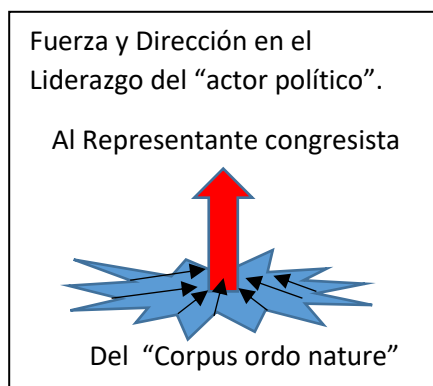 Fuerza y Dirección en el
Liderazgo del “actor político”.
Al Representante congresista
Del “Corpus ordo nature”